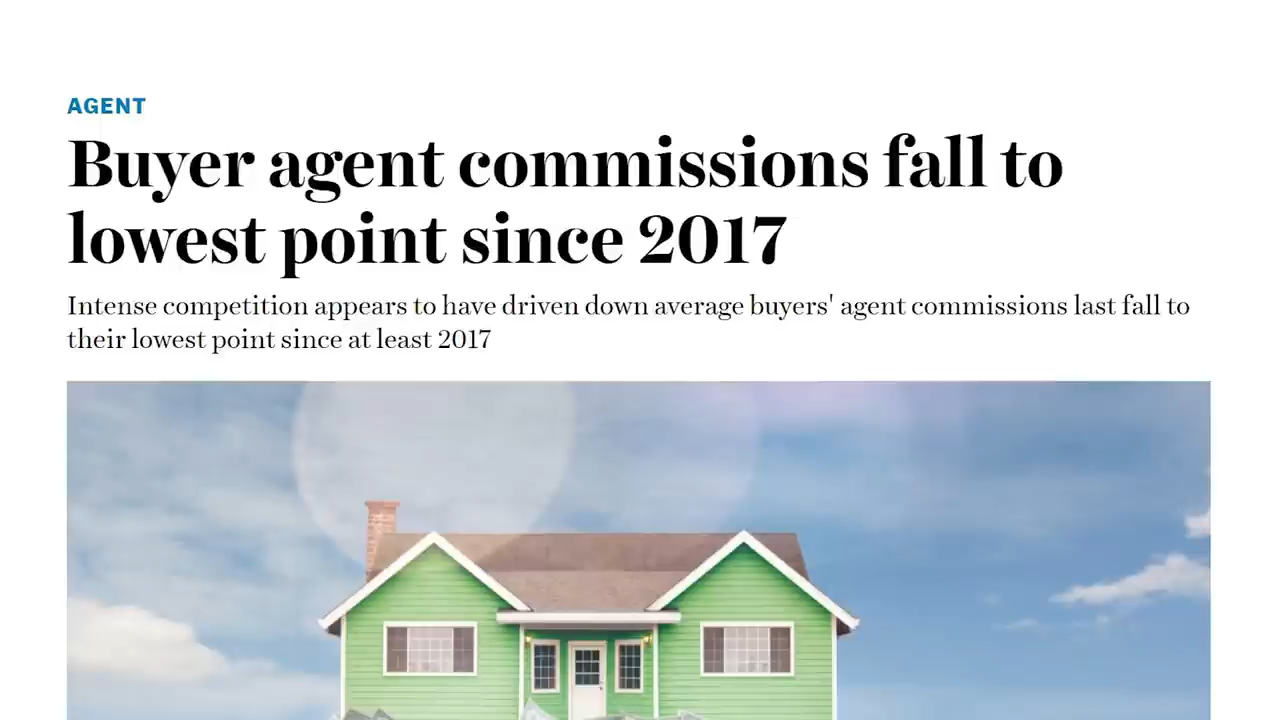 AGENT
Buyer agent commissions fall to
lowest point since 2017
Intense competition appears to have driven down average buyers' agent commissions last fall to
their lowest point since at least 2017